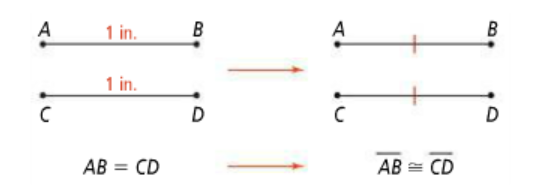 A 1 in. B A B
1 in.
C D C D
AB = CD A̅B̅ ≅ C̅D̅